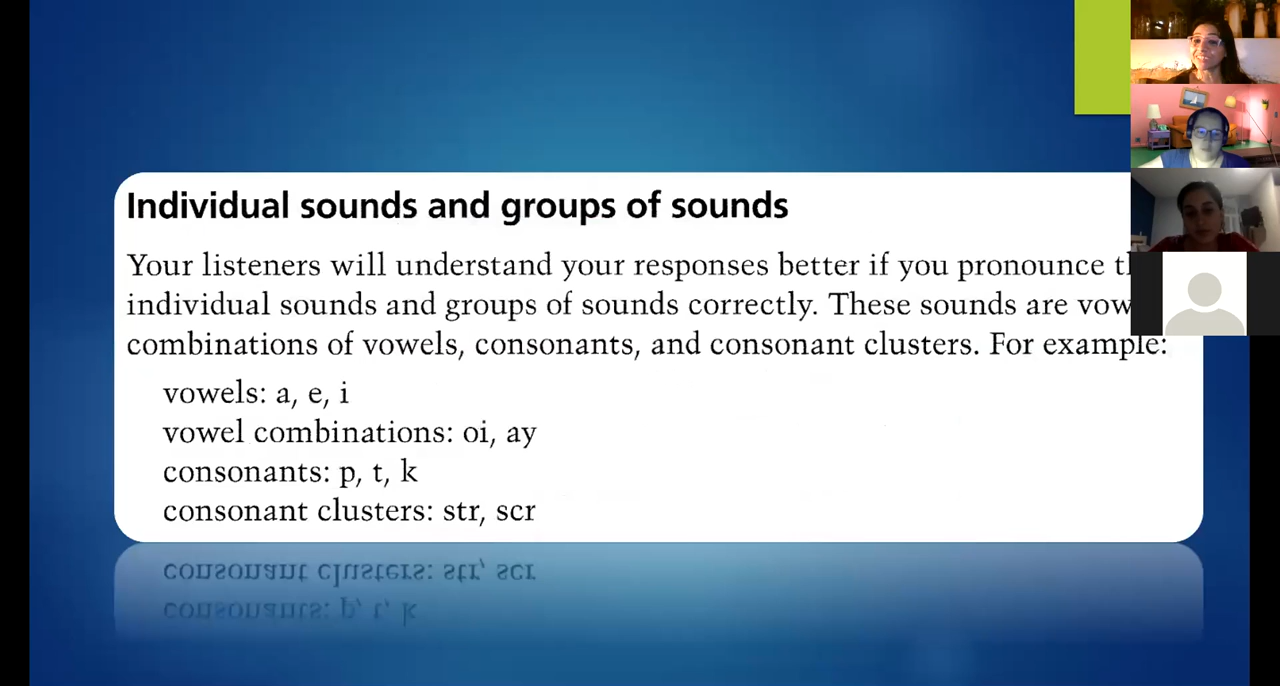 Individual sounds and groups of sounds
Your listeners will understand your responses better if you pronounce
individual sounds and groups of sounds correctly. These sounds are
combinations of vowels, consonants, and consonant clusters. For example:
vowels: a, e, i
vowel combinations: oi, ay
consonants: p, t, k
consonant clusters: str, scr